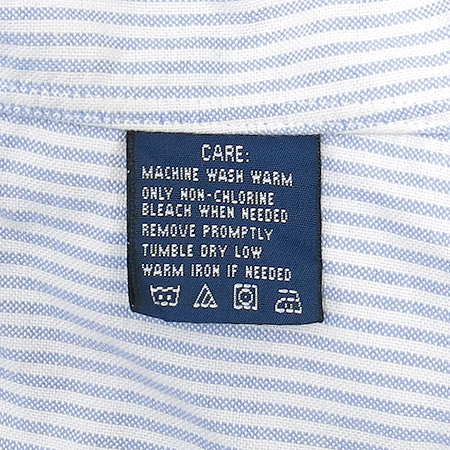 CARE:
MACHINE WASH WARM
ONLY NON-CHLORINE
BLEACH WHEN NEEDED
REMOVE PROMPTLY
TUMBLE DRY LOW
WARM IRON IF NEEDED